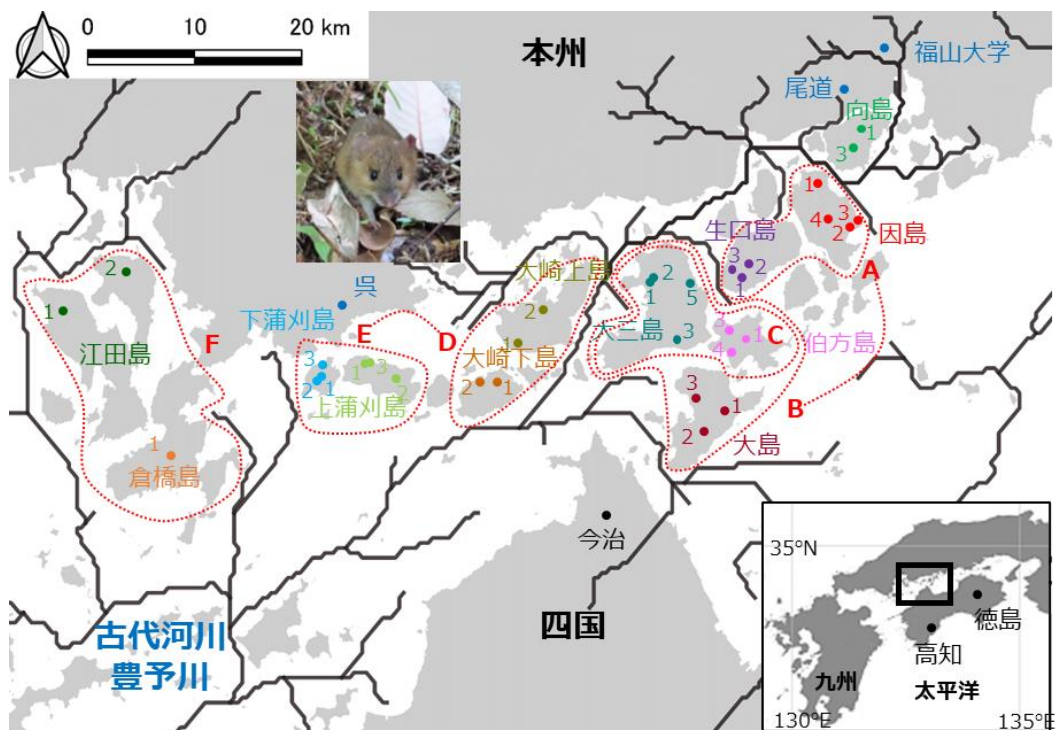 0 10 20 km
本州
福山大学
尾道
向島
1
3
1
4 3
2
因島
生口島
3 2
1
A
大崎上島
2
1
2
1 5
3
大三島
3
1
4
C
伯方島
B
D
大崎下島
2 1
3
1
2
大島
呉
下蒲刈島
E
3
2 1
1 3
2
上蒲刈島
F
2
1
江田島
1
倉橋島
今治
四国
古代河川
豊予川
35°N
徳島
高知
九州
太平洋
130°E
135°E